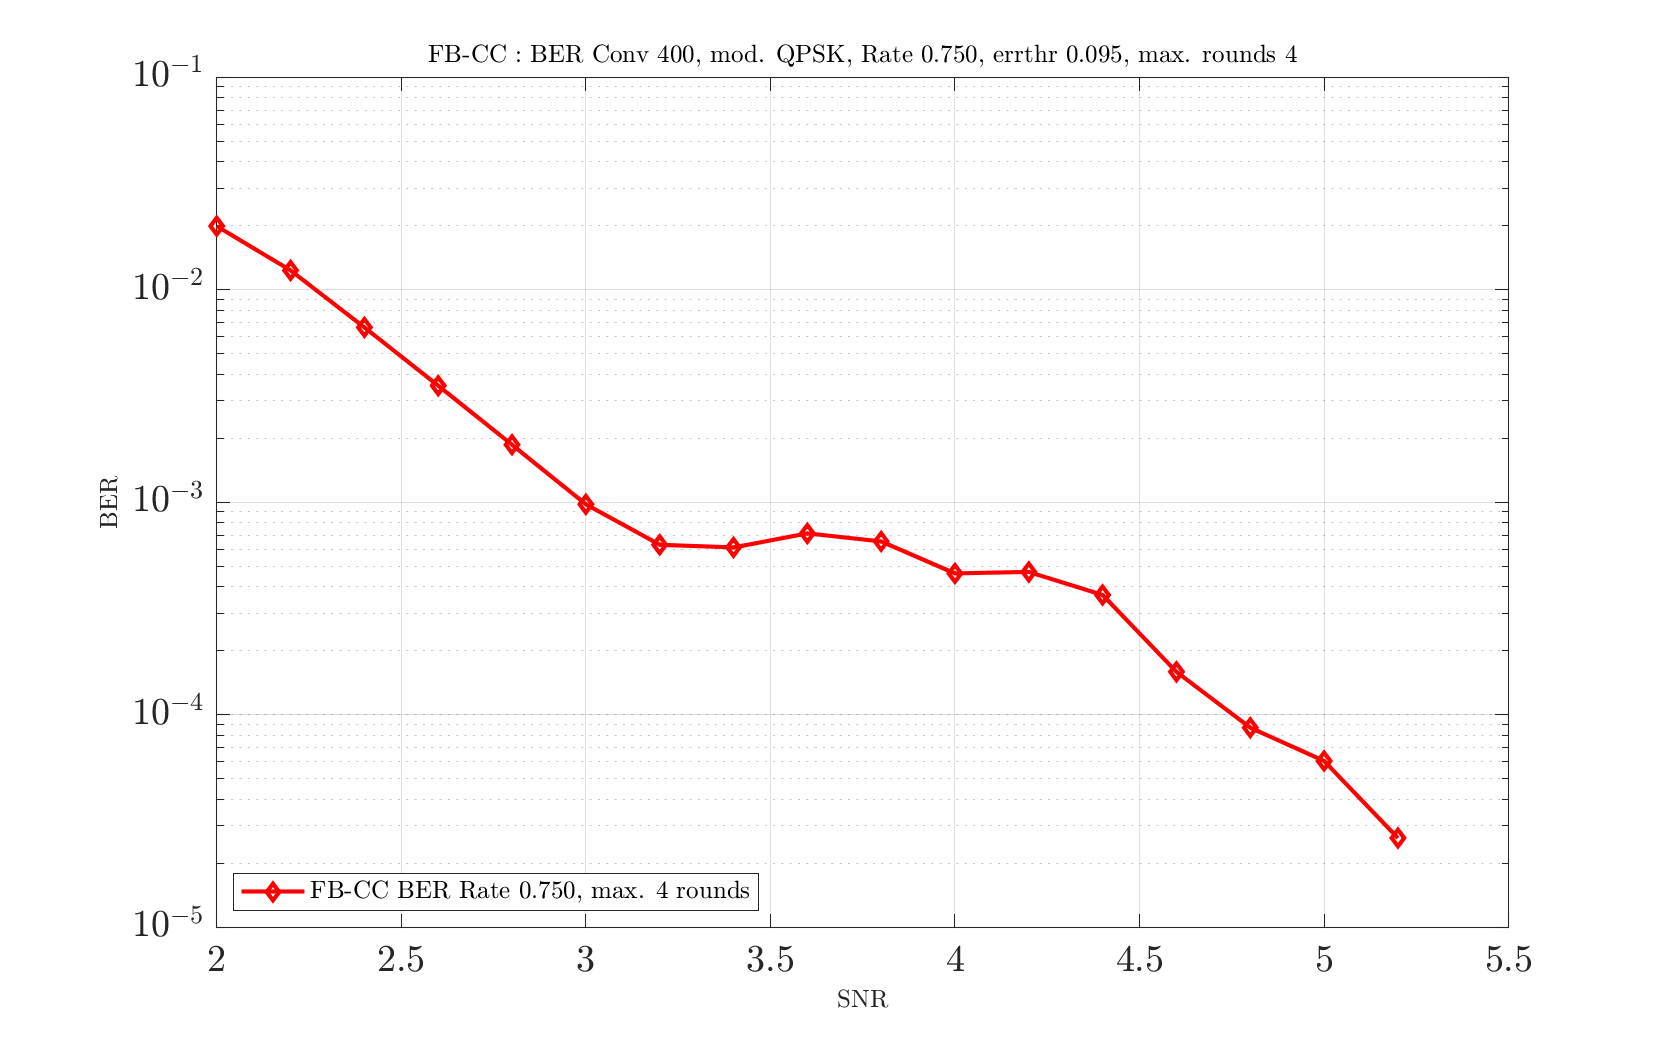 FB-CC : BER Conv 400, mod. QPSK, Rate 0.750, errthr 0.095, max. rounds 4
10⁻¹
10⁻²
10⁻³
10⁻⁴
10⁻⁵
BER
FB-CC BER Rate 0.750, max. 4 rounds
2 2.5 3 3.5 4 4.5 5 5.5
SNR